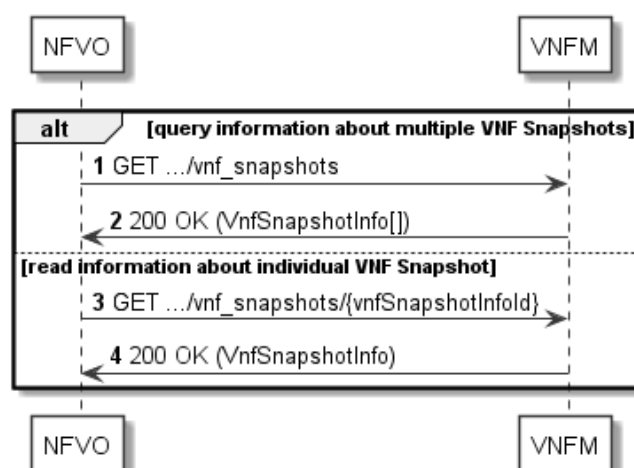 NFVO VNFM
alt [query information about multiple VNF Snapshots]
1 GET .../vnf_snapshots
2 200 OK (VnfSnapshotInfo[])
[read information about individual VNF Snapshot]
3 GET .../vnf_snapshots/{vnfSnapshotInfoId}
4 200 OK (VnfSnapshotInfo)
NFVO VNFM